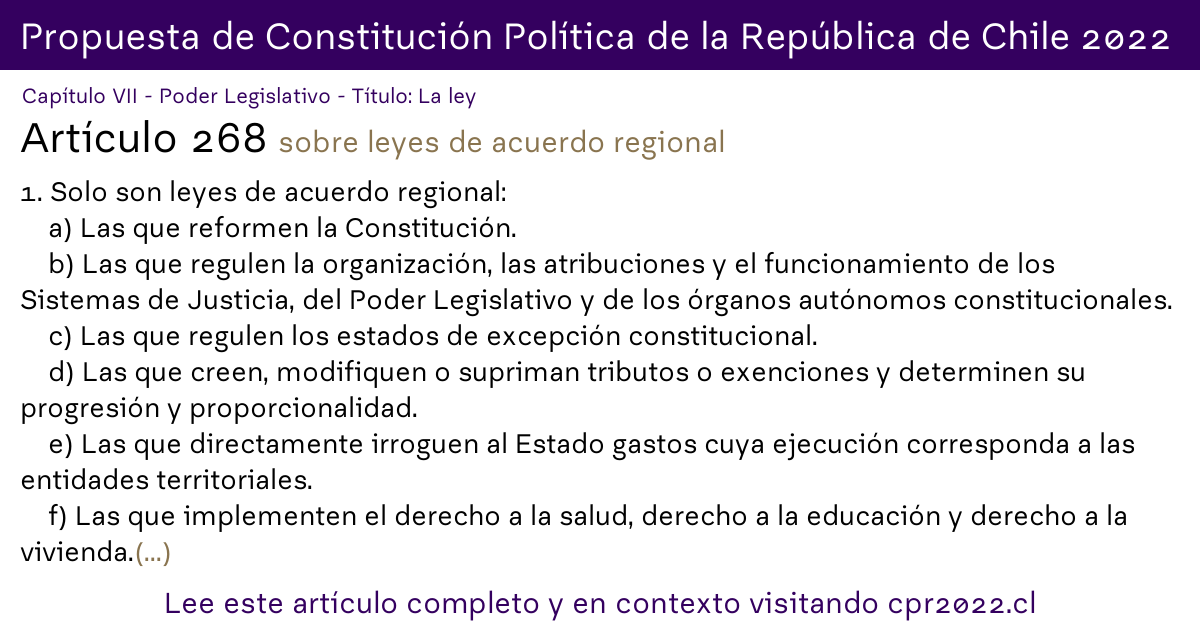 Propuesta de Constitución Política de la República de Chile 2022
Capítulo VII - Poder Legislativo - Título: La ley
Artículo 268 sobre leyes de acuerdo regional
1. Solo son leyes de acuerdo regional:
a) Las que reformen la Constitución.
b) Las que regulen la organización, las atribuciones y el funcionamiento de los
Sistemas de Justicia, del Poder Legislativo y de los órganos autónomos constitucionales.
c) Las que regulen los estados de excepción constitucional.
d) Las que creen, modifiquen o supriman tributos o exenciones y determinen su
progresión y proporcionalidad.
e) Las que directamente irroguen al Estado gastos cuya ejecución corresponda a las
entidades territoriales.
f) Las que implementen el derecho a la salud, derecho a la educación y derecho a la
vivienda.(...)
Lee este artículo completo y en contexto visitando cpr2022.cl